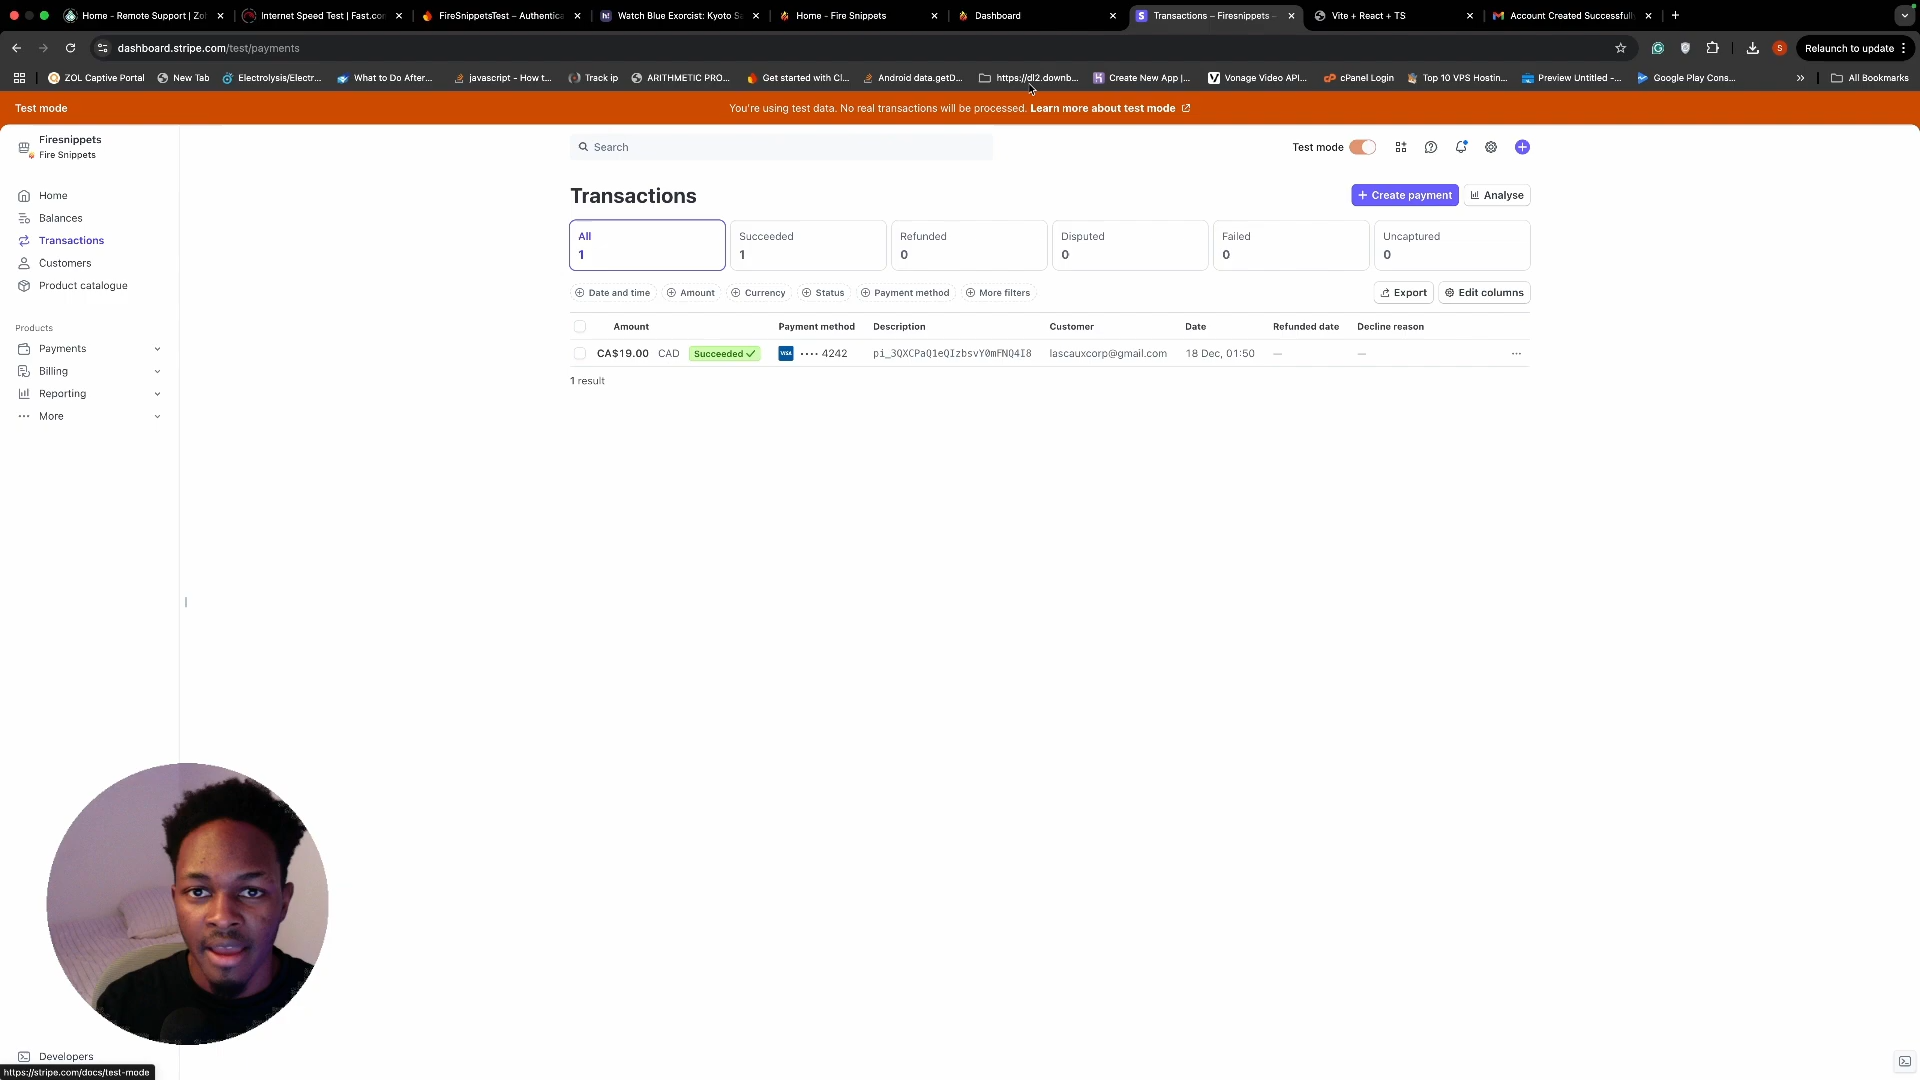 Home - Remote Support | Zo
Internet Speed Test | Fast.con
FireSnippetsTest – Authentica
Watch Blue Exorcist: Kyoto Sa
Home - Fire Snippets
Dashboard
Transactions – Firesnippets –
Vite + React + TS
Account Created Successfull
dashboard.stripe.com/test/payments
S
Relaunch to update
ZOL Captive Portal
New Tab
Electrolysis/Electr...
What to Do After...
javascript - How t...
Track ip
ARITHMETIC PRO...
Get started with Cl...
Android data.getD...
https://dl2.downb...
Create New App |...
Vonage Video API...
cPanel Login
Top 10 VPS Hostin...
Preview Untitled -...
Google Play Cons...
All Bookmarks
Test mode
You're using test data. No real transactions will be processed. Learn more about test mode
Firesnippets
Fire Snippets
Search
Test mode
Home
Balances
Transactions
Customers
Product catalogue
Products
Payments
Billing
Reporting
More
Transactions
Create payment
Analyse
All
1
Succeeded
1
Refunded
0
Disputed
0
Failed
0
Uncaptured
0
Date and time
Amount
Currency
Status
Payment method
More filters
Export
Edit columns
Amount Payment method Description Customer Date Refunded date Decline reason
CA$19.00 CAD Succeeded VISA •••• 4242 pi_3QXCPaQ1eQIzbsvY0mFNQ4I8 lascauxcorp@gmail.com 18 Dec, 01:50 — —
1 result
Developers
https://stripe.com/docs/test-mode